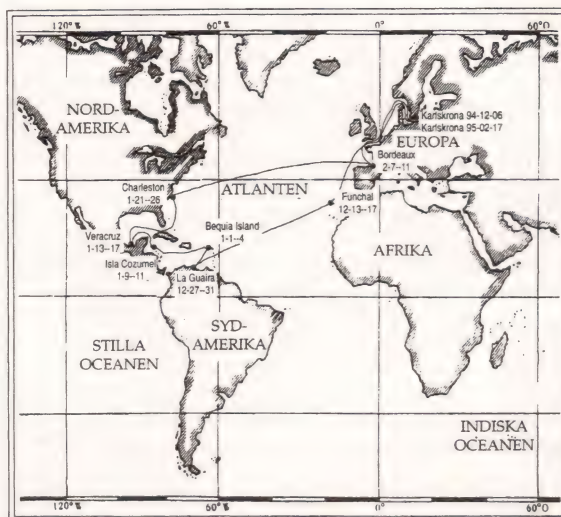 120° W
60°
0°
60° O
NORD-
AMERIKA
Karlskrona 94-12-06
Karlskrona 95-02-17
EUROPA
Bordeaux
2-7--11
Charleston
1-21--26
ATLANTEN
Funchal
12-13--17
Bequia Island
1-1--4
Veracruz
1-13--17
Isla Cozumel
1-9--11
La Guaira
12-27--31
AFRIKA
SYD-
AMERIKA
STILLA
OCEANEN
INDISKA
OCEANEN
120° W
60°
0°
60° O